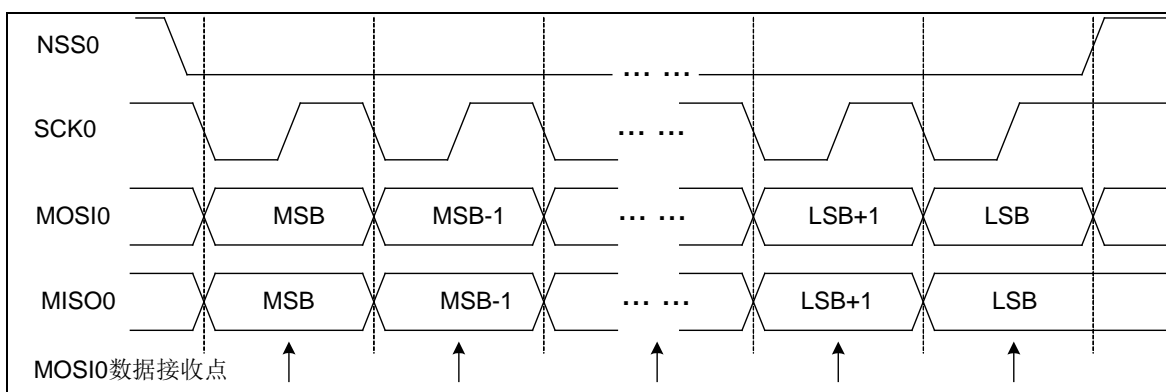 NSS0
... ...
SCK0
... ...
MOSI0 MSB MSB-1 ... ... LSB+1 LSB
MISO0 MSB MSB-1 ... ... LSB+1 LSB
MOSI0数据接收点